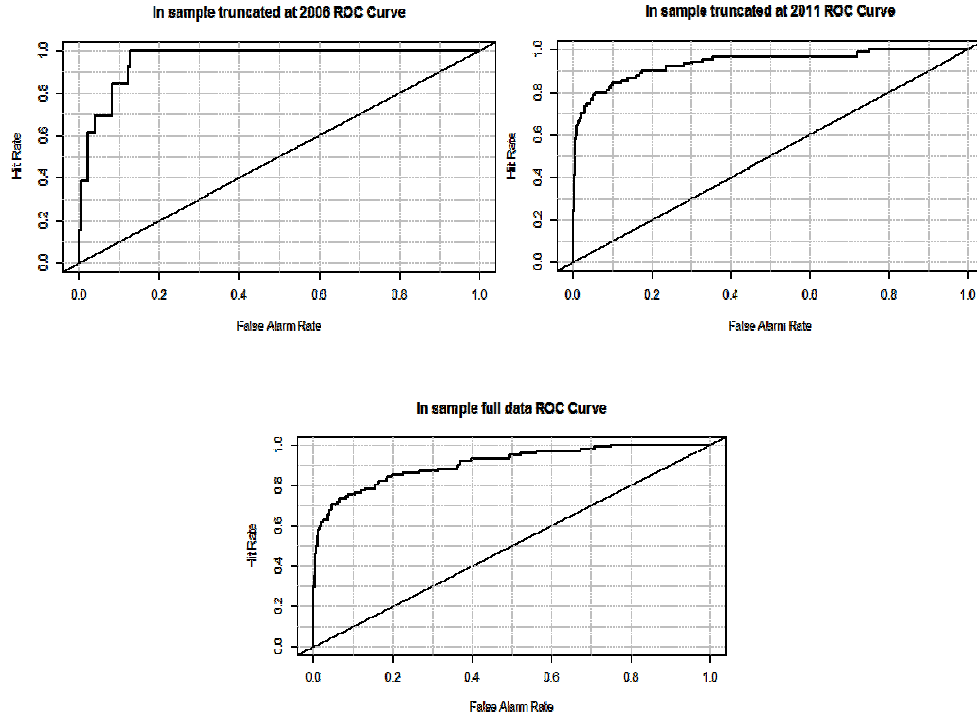 In sample truncated at 2006 ROC Curve
Hit Rate
1.0
0.8
0.6
0.4
0.2
0.0
0.0 0.2 0.4 0.6 0.8 1.0
False Alarm Rate
In sample truncated at 2011 ROC Curve
Hit Rate
1.0
0.8
0.6
0.4
0.2
0.0
0.0 0.2 0.4 0.6 0.8 1.0
False Alarm Rate
In sample full data ROC Curve
Hit Rate
1.0
0.8
0.6
0.4
0.2
0.0
0.0 0.2 0.4 0.6 0.8 1.0
False Alarm Rate